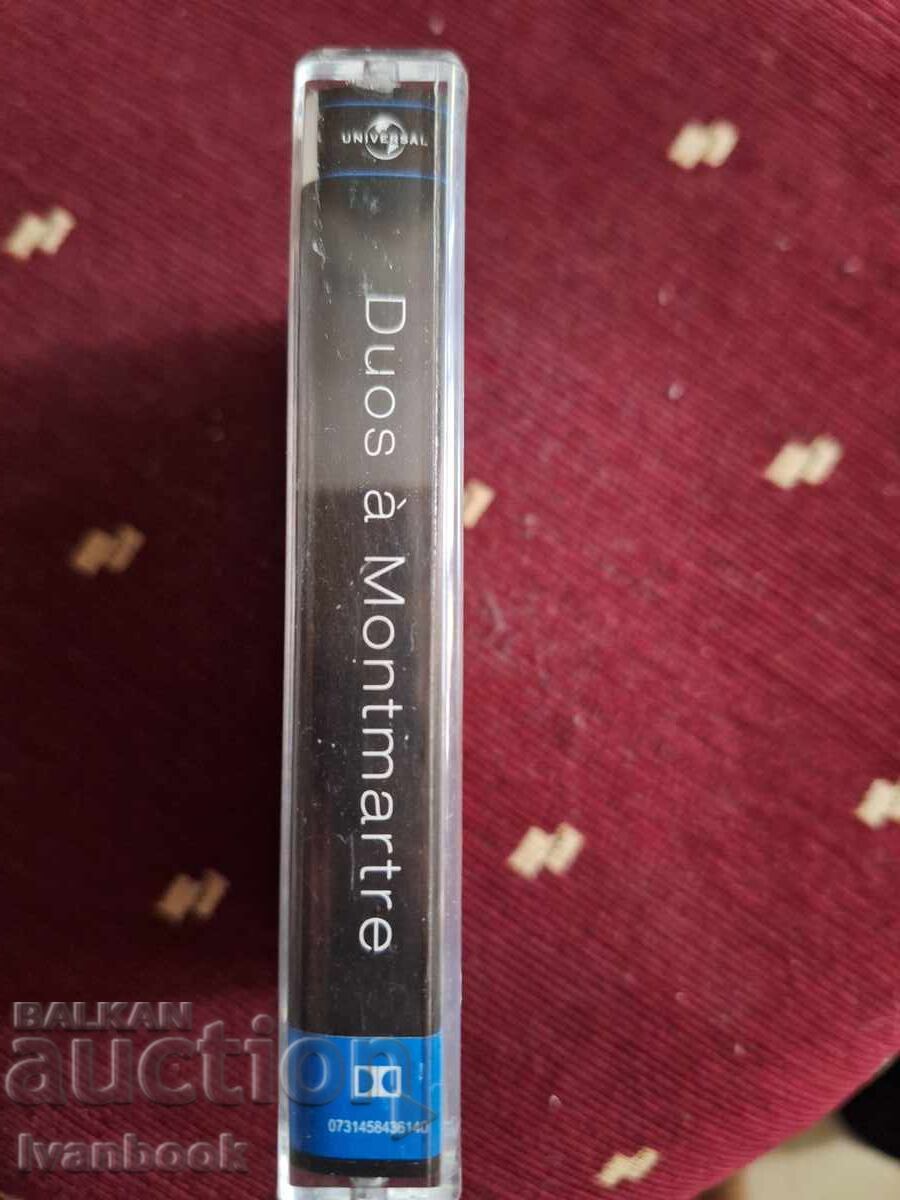 UNIVERSAL
Duos à Montmartre
0731458436140
BALKAN
auction
Ivanbook